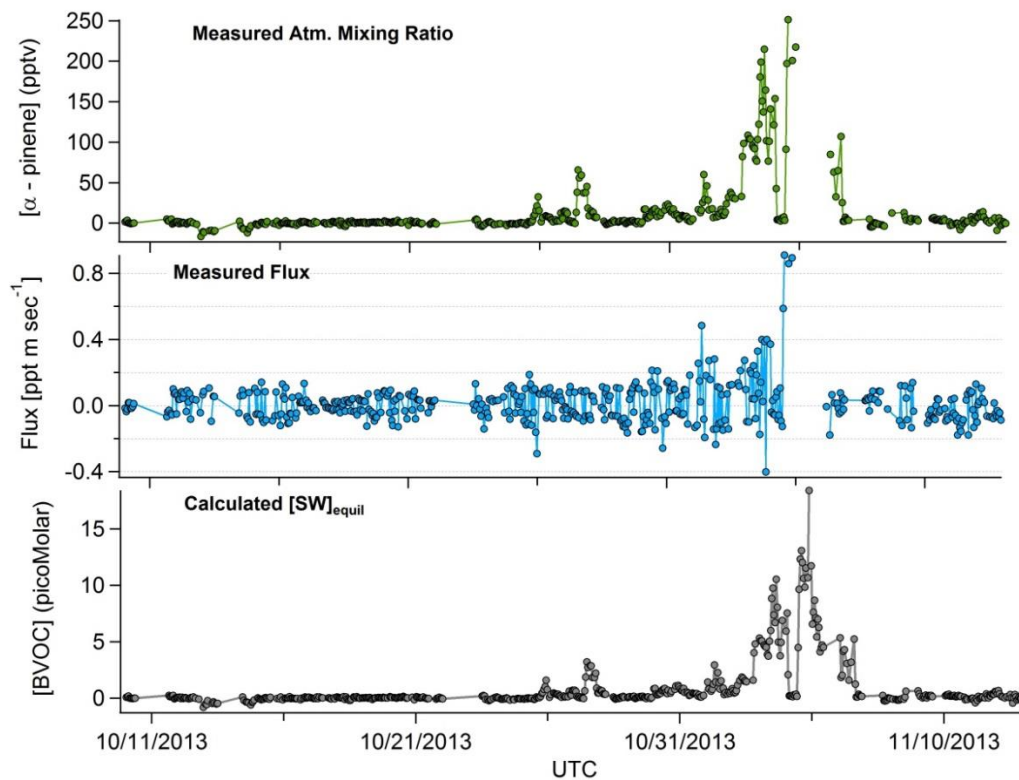 250
200
150
100
50
0
[α - pinene] (pptv)
Measured Atm. Mixing Ratio
0.8
0.4
0.0
-0.4
Flux [ppt m sec⁻¹]
Measured Flux
15
10
5
0
[BVOC] (picoMolar)
Calculated [SW]equil
10/11/2013 10/21/2013 10/31/2013 11/10/2013
UTC